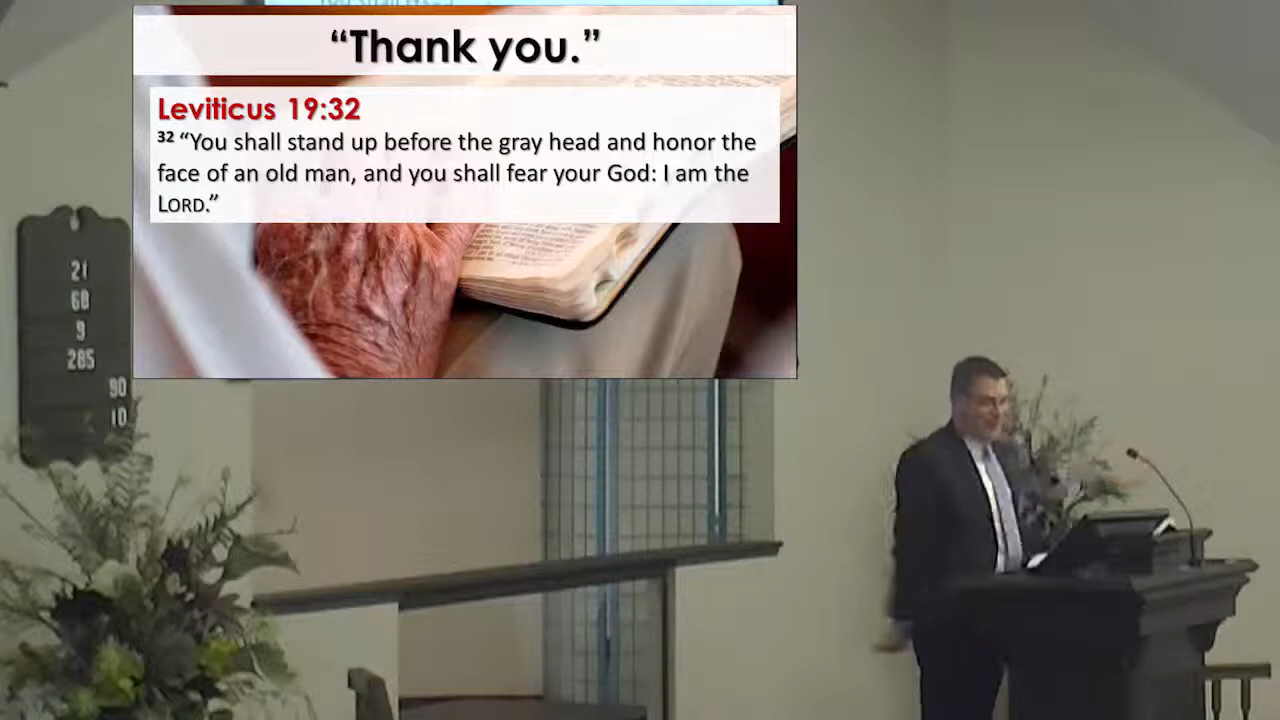 “Thank you.”
Leviticus 19:32
32 “You shall stand up before the gray head and honor the
face of an old man, and you shall fear your God: I am the
LORD.”
21
68
9
285
90
10